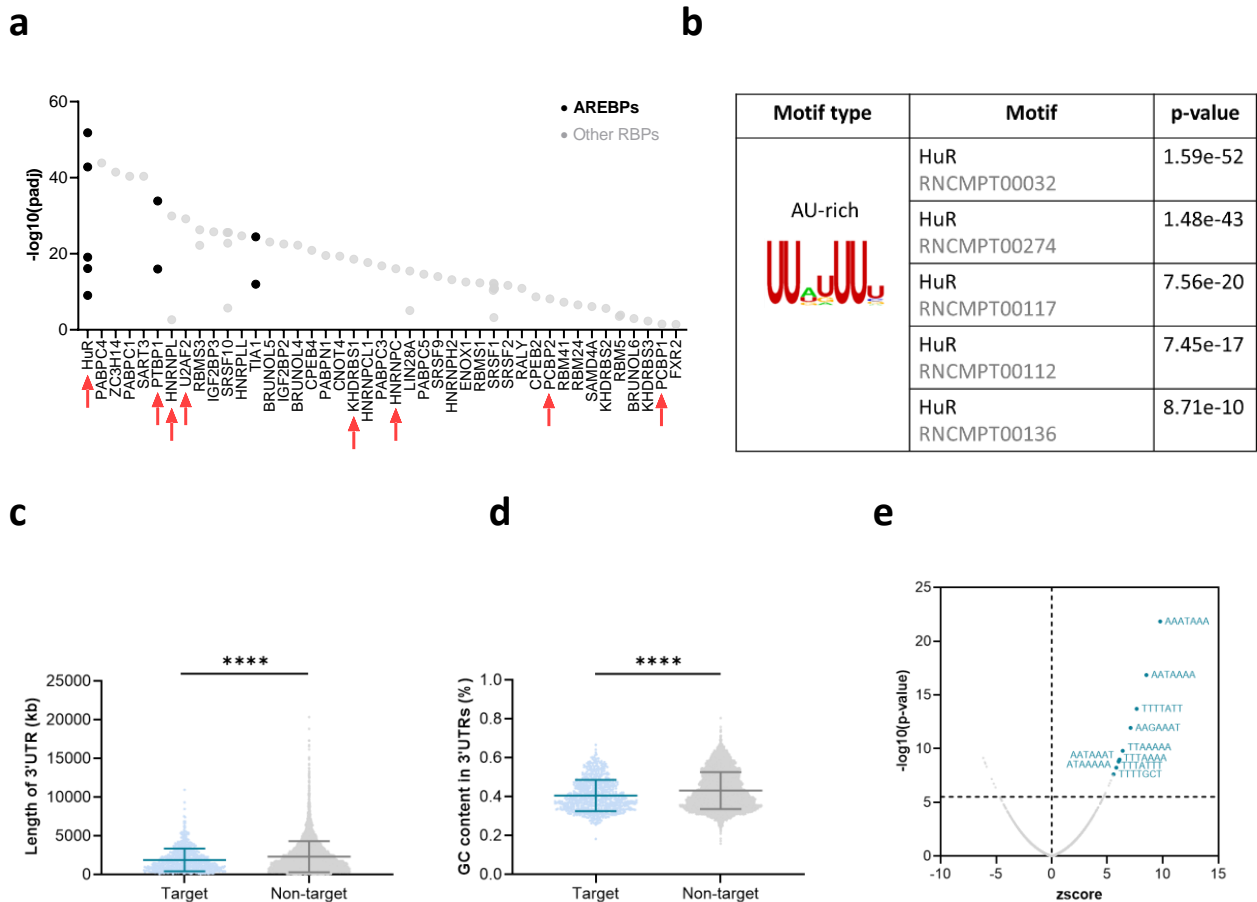 a
60
40
20
0
-log10(padj)
AREBPs
Other RBPs
HuR
PABPC4
ZC3H14
PABPC1
SART3
PTBP1
HNRNPL
U2AF2
RBMS3
IGF2BP3
SRSF10
HNRPLL
TIA1
BRUNOL5
IGF2BP2
BRUNOL4
CPEB4
PABPN1
CNOT4
KHDRBS1
HNRNPCL1
PABPC3
HNRNPC
LIN28A
PABPC5
SRSF9
HNRNPH2
ENOX1
RBMS1
SRSF1
SRSF2
RALY
CPEB2
PCBP2
RBM41
RBM24
SAMD4A
KHDRBS2
RBM5
BRUNOL6
KHDRBS3
PCBP1
FXR2
b
Motif type Motif p-value
AU-rich
UUAUUUU
HuR 1.59e-52
RNCMPT00032
HuR 1.48e-43
RNCMPT00274
HuR 7.56e-20
RNCMPT00117
HuR 7.45e-17
RNCMPT00112
HuR 8.71e-10
RNCMPT00136
c
****
Length of 3'UTR (kb)
25000
20000
15000
10000
5000
0
Target Non-target
d
****
GC content in 3'UTRs (%)
1.0
0.8
0.6
0.4
0.2
0.0
Target Non-target
e
-log10(p-value)
25
20
15
10
5
0
AAATAAA
AATAAAA
TTTTATT
AAGAAAT
TTAAAAA
AATAAAT TTTAAAA
ATAAAAA TTTATTT
TTTTGCT
-10 -5 0 5 10 15
zscore